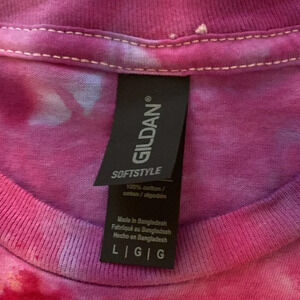 GILDAN®
SOFTSTYLE
100% cotton /
coton / algodón
Made in Bangladesh
Fabriqué au Bangladesh
Hecho en Bangladesh
L | G | G